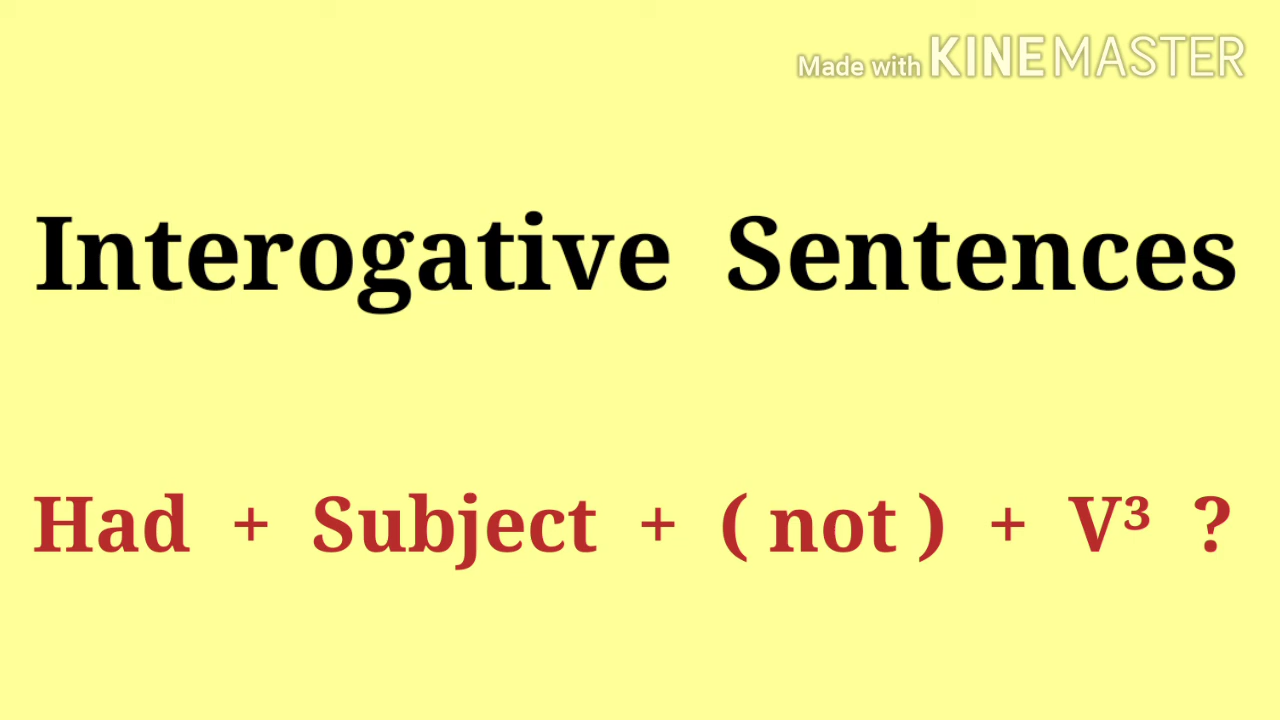 Made with KINEMASTER
Interogative Sentences
Had + Subject + ( not ) + V³ ?